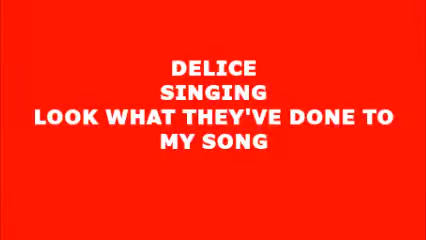 DELICE
SINGING
LOOK WHAT THEY'VE DONE TO
MY SONG